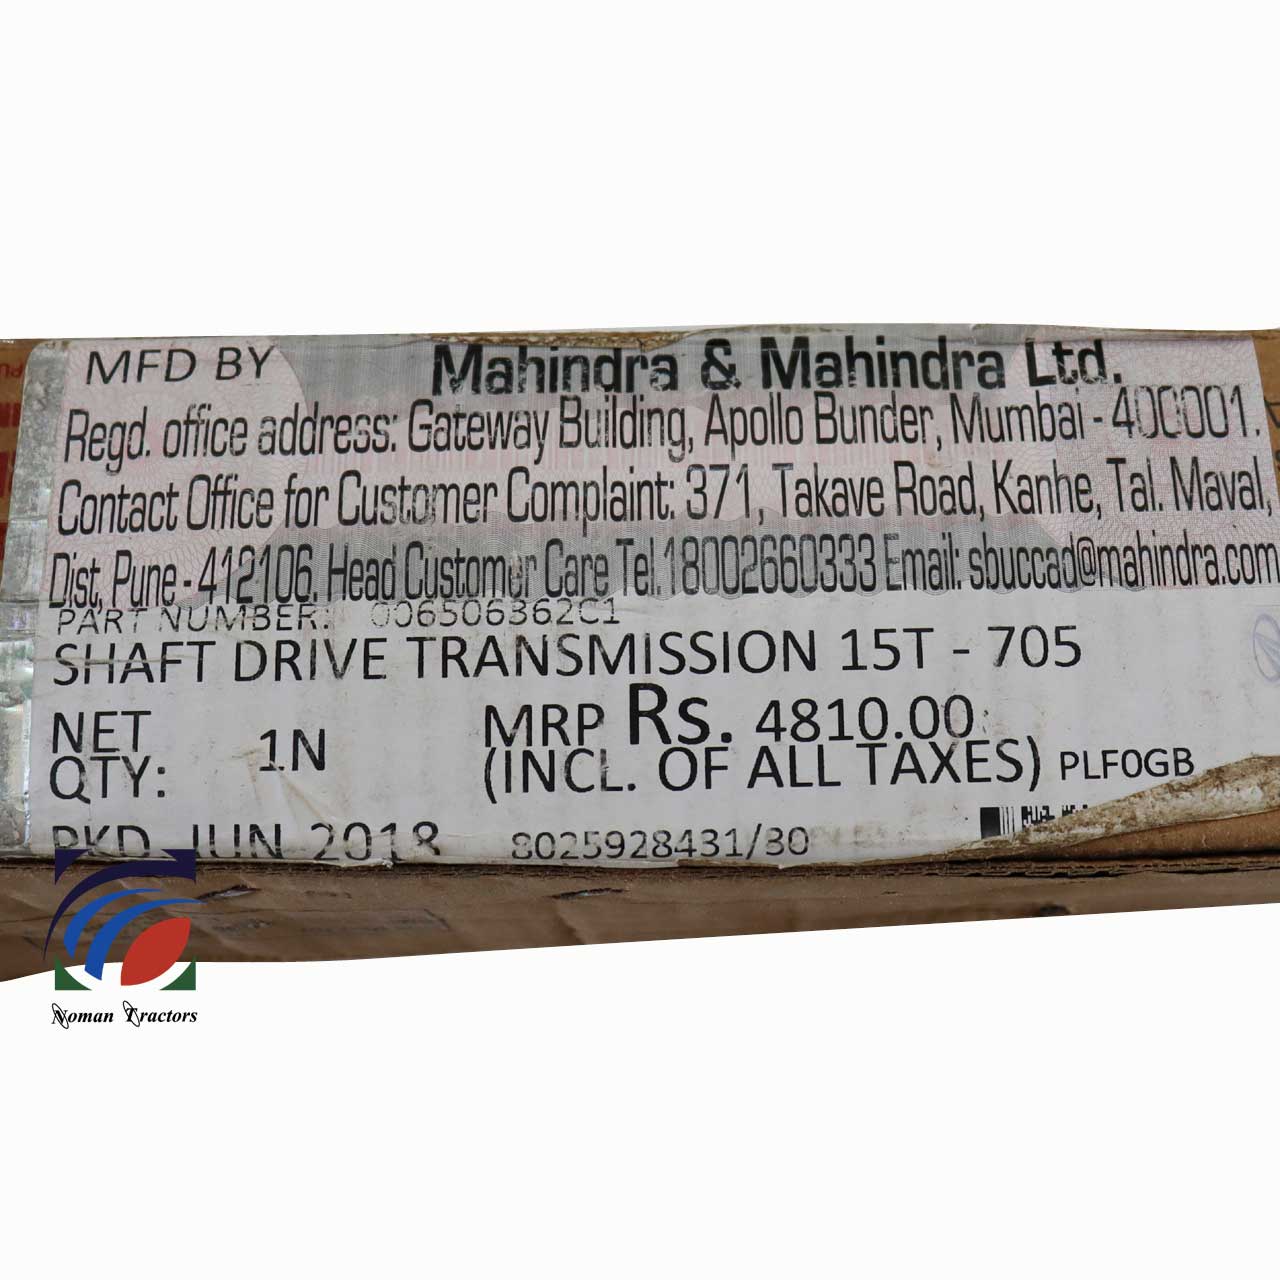 MFD BY Mahindra & Mahindra Ltd.
Regd. office address: Gateway Building, Apollo Bunder, Mumbai - 400001.
Contact Office for Customer Complaint: 371, Takave Road, Kanhe, Tal. Maval,
Dist, Pune - 412106. Head Customer Care Tel.18002660333 Email: sbuccad@mahindra.com
PART NUMBER: 006506362C1
SHAFT DRIVE TRANSMISSION 15T - 705
NET QTY: 1N
MRP Rs. 4810.00
(INCL. OF ALL TAXES) PLF0GB
PKD. JUN 2018 8025928431/30
Noman Tractors